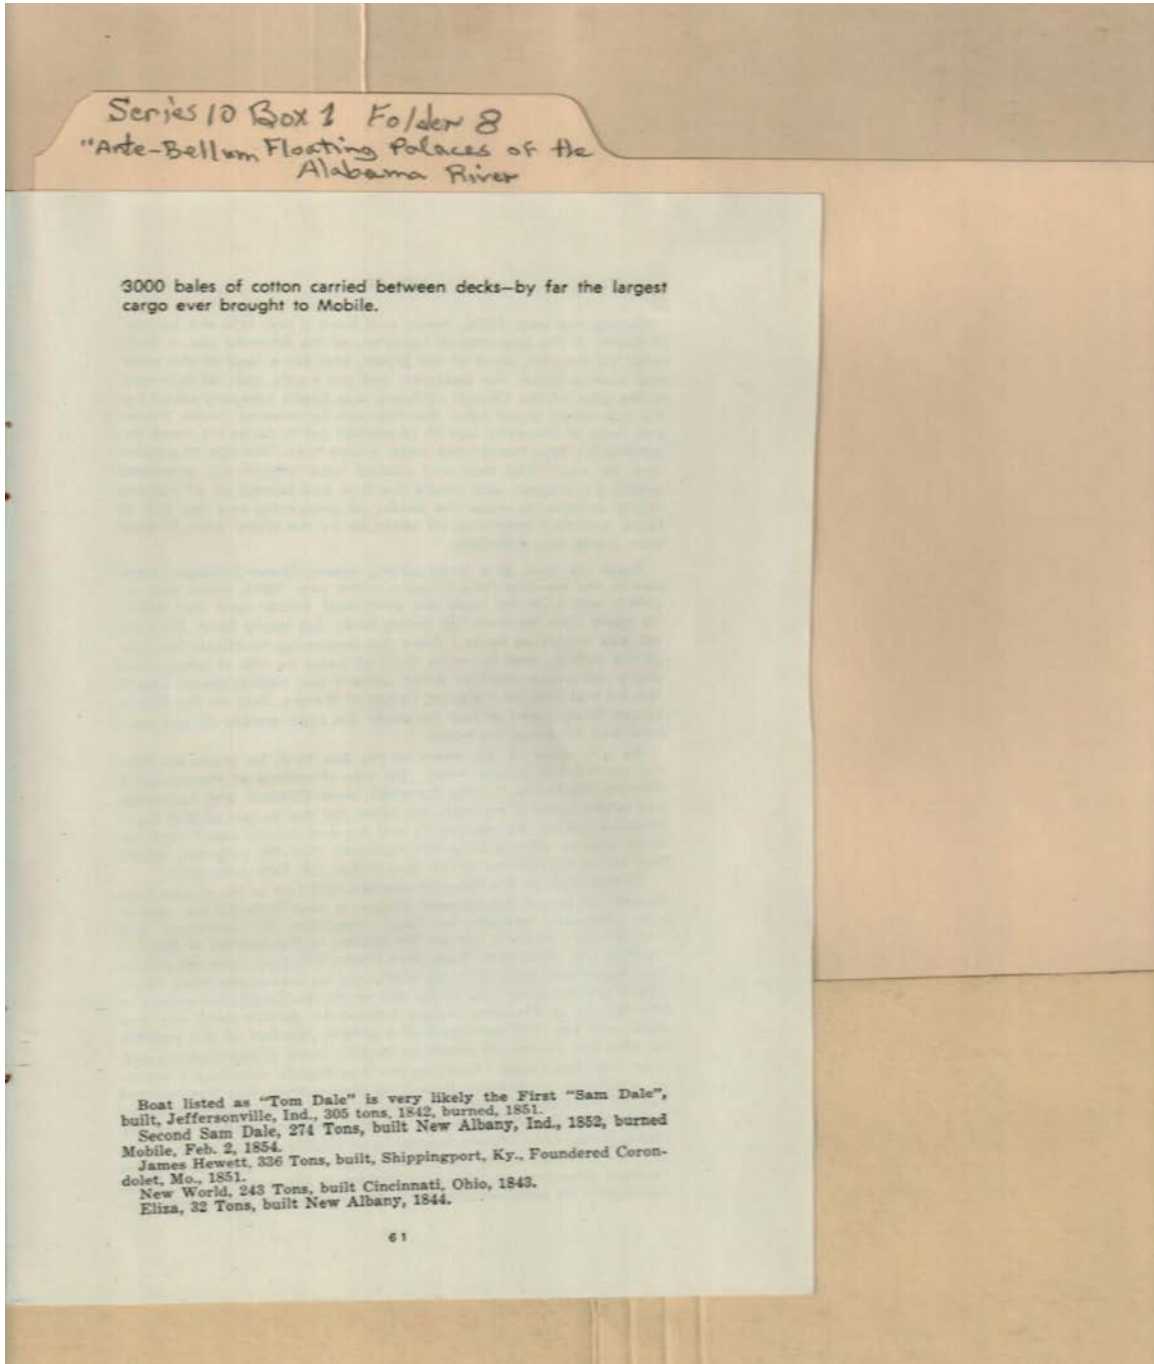 Series 10 Box 1 Folder 8
"Ante-Bellum Floating Palaces of the
Alabama River
3000 bales of cotton carried between decks—by far the largest
cargo ever brought to Mobile.
Boat listed as “Tom Dale” is very likely the First “Sam Dale”,
built, Jeffersonville, Ind., 305 tons, 1842, burned, 1851.
Second Sam Dale, 274 Tons, built New Albany, Ind., 1852, burned
Mobile, Feb. 2, 1854.
James Hewett, 336 Tons, built, Shippingport, Ky., Foundered Coron-
dolet, Mo., 1851.
New World, 243 Tons, built Cincinnati, Ohio, 1843.
Eliza, 32 Tons, built New Albany, 1844.
61